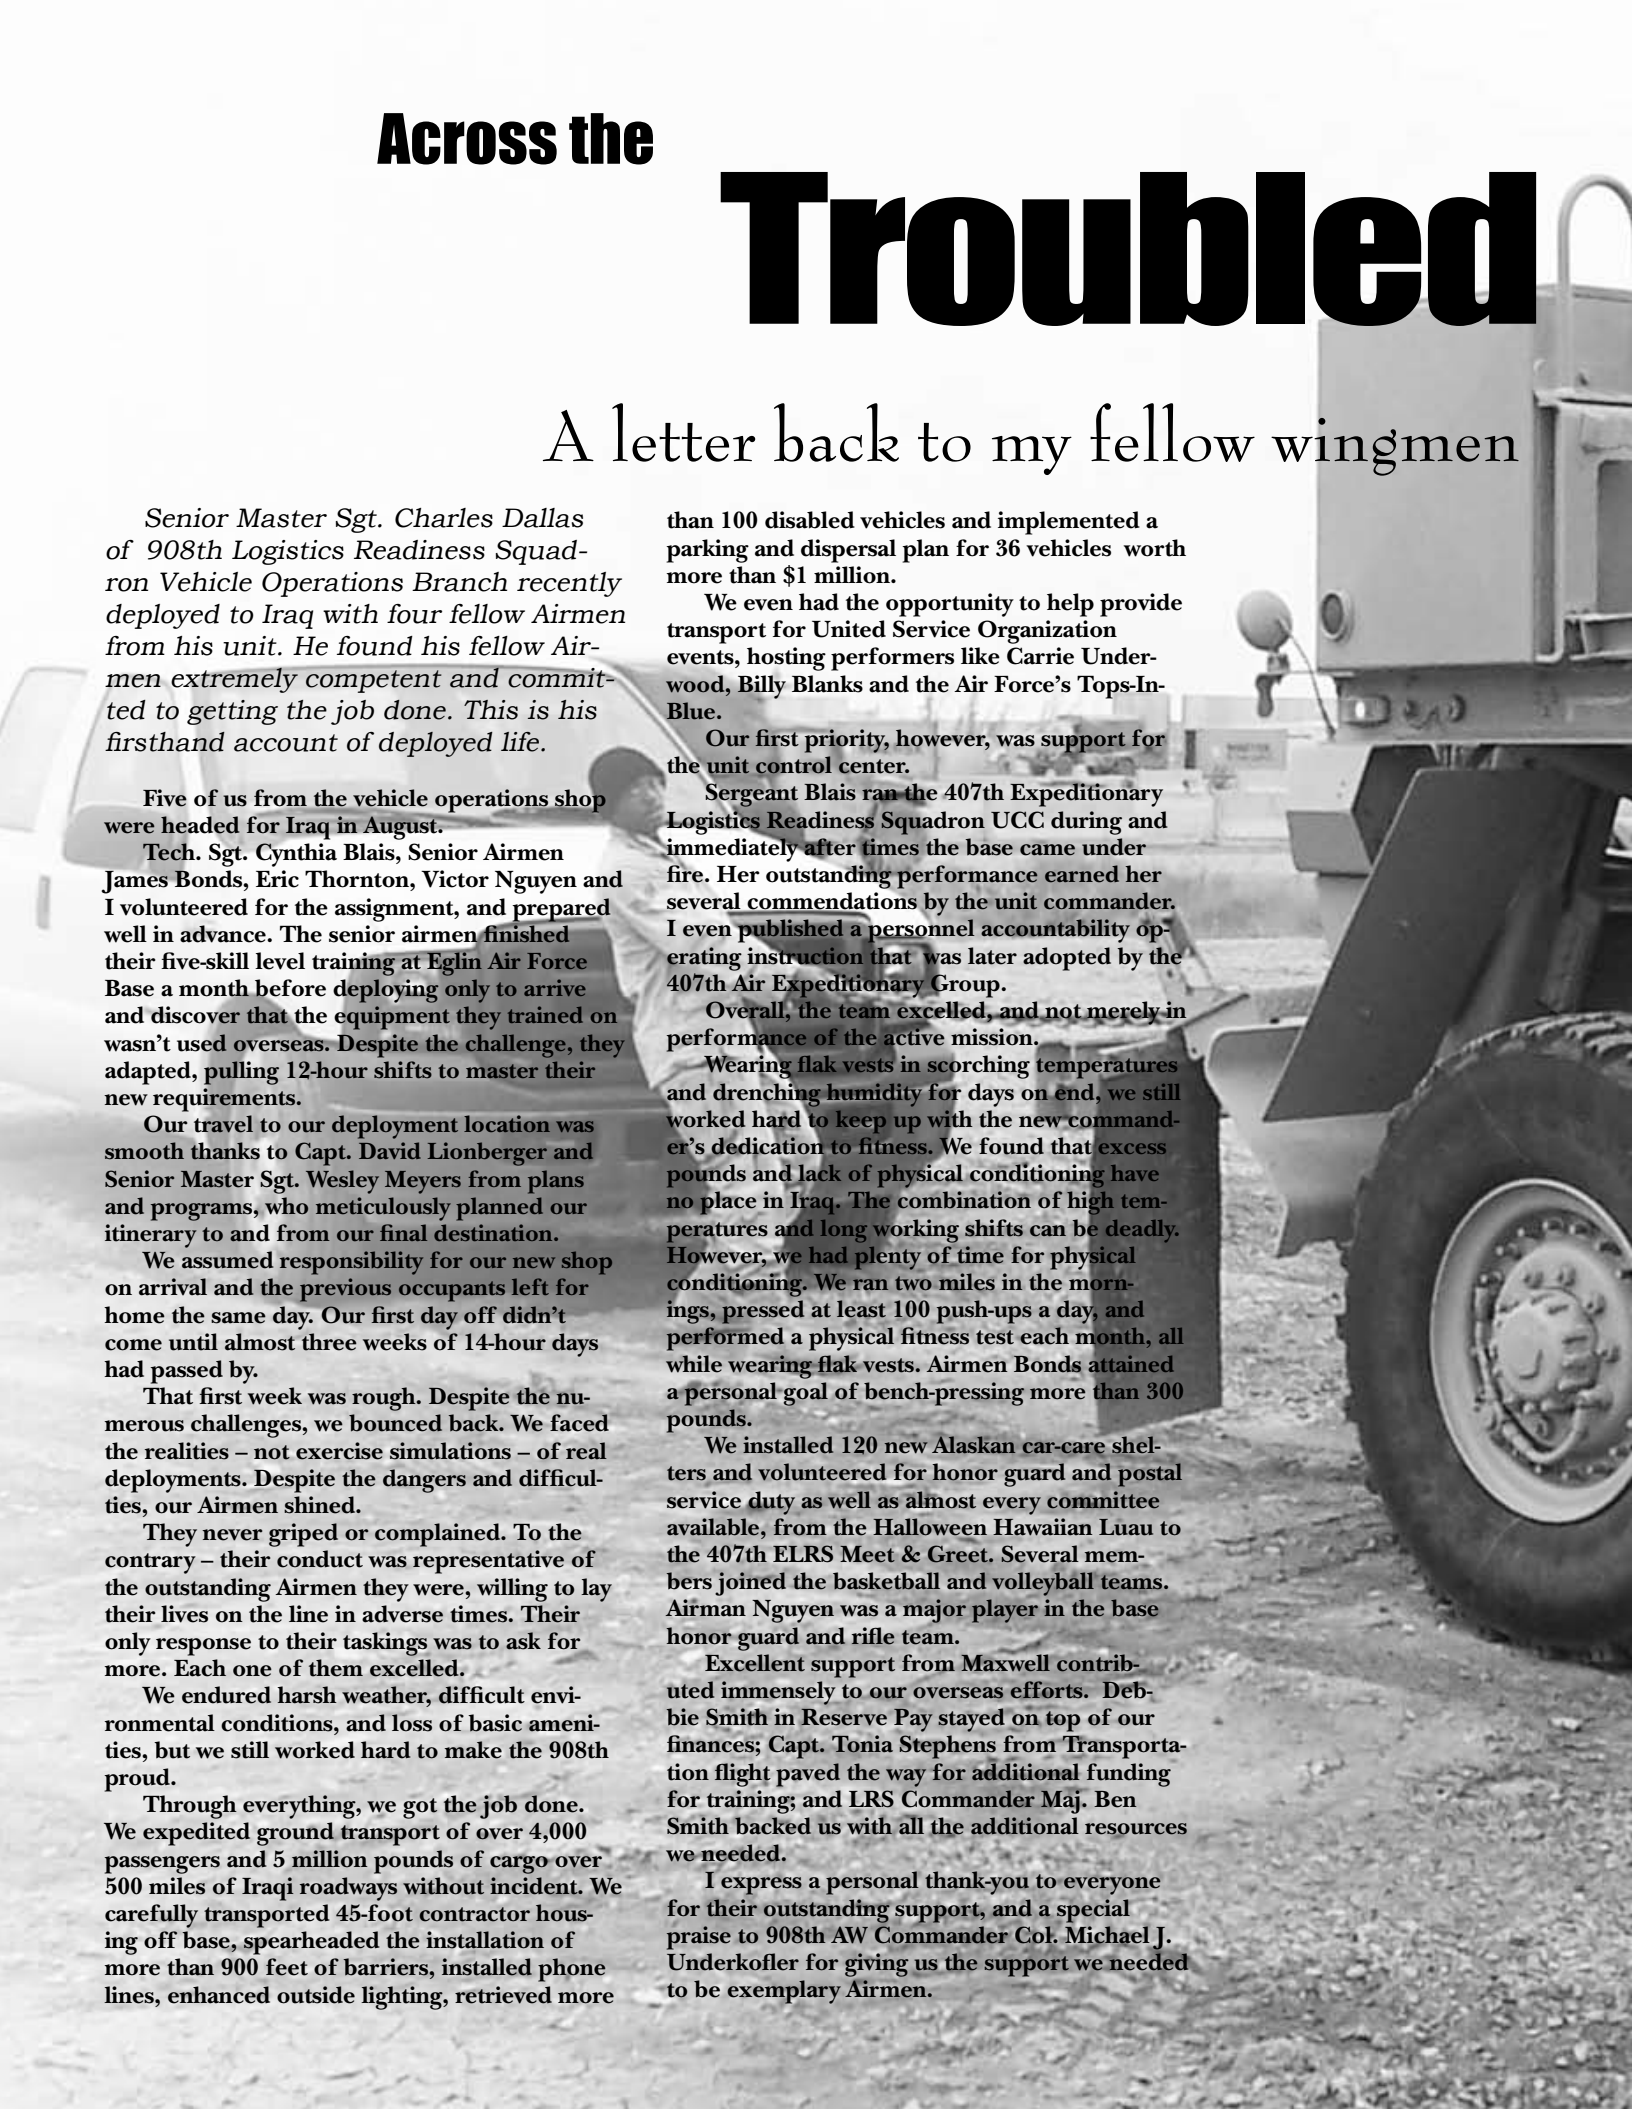 Across the
Troubled
A letter back to my fellow wingmen
Senior Master Sgt. Charles Dallas
of 908th Logistics Readiness Squad-
ron Vehicle Operations Branch recently
deployed to Iraq with four fellow Airmen
from his unit. He found his fellow Air-
men extremely competent and commit-
ted to getting the job done. This is his
firsthand account of deployed life.
Five of us from the vehicle operations shop
were headed for Iraq in August.
Tech. Sgt. Cynthia Blais, Senior Airmen
James Bonds, Eric Thornton, Victor Nguyen and
I volunteered for the assignment, and prepared
well in advance. The senior airmen finished
their five-skill level training at Eglin Air Force
Base a month before deploying only to arrive
and discover that the equipment they trained on
wasn't used overseas. Despite the challenge, they
adapted, pulling 12-hour shifts to master their
new requirements.
Our travel to our deployment location was
smooth thanks to Capt. David Lionberger and
Senior Master Sgt. Wesley Meyers from plans
and programs, who meticulously planned our
itinerary to and from our final destination.
We assumed responsibility for our new shop
on arrival and the previous occupants left for
home the same day. Our first day off didn't
come until almost three weeks of 14-hour days
had passed by.
That first week was rough. Despite the nu-
merous challenges, we bounced back. We faced
the realities – not exercise simulations – of real
deployments. Despite the dangers and difficul-
ties, our Airmen shined.
They never griped or complained. To the
contrary – their conduct was representative of
the outstanding Airmen they were, willing to lay
their lives on the line in adverse times. Their
only response to their taskings was to ask for
more. Each one of them excelled.
We endured harsh weather, difficult envi-
ronmental conditions, and loss of basic ameni-
ties, but we still worked hard to make the 908th
proud.
Through everything, we got the job done.
We expedited ground transport of over 4,000
passengers and 5 million pounds of cargo over
500 miles of Iraqi roadways without incident. We
carefully transported 45-foot contractor hous-
ing off base, spearheaded the installation of
more than 900 feet of barriers, installed phone
lines, enhanced outside lighting, retrieved more
than 100 disabled vehicles and implemented a
parking and dispersal plan for 36 vehicles worth
more than $1 million.
We even had the opportunity to help provide
transport for United Service Organization
events, hosting performers like Carrie Under-
wood, Billy Blanks and the Air Force's Tops-In-
Blue.
Our first priority, however, was support for
the unit control center.
Sergeant Blais ran the 407th Expeditionary
Logistics Readiness Squadron UCC during and
immediately after times the base came under
fire. Her outstanding performance earned her
several commendations by the unit commander.
I even published a personnel accountability op-
erating instruction that was later adopted by the
407th Air Expeditionary Group.
Overall, the team excelled, and not merely in
performance of the active mission.
Wearing flak vests in scorching temperatures
and drenching humidity for days on end, we still
worked hard to keep up with the new command-
er's dedication to fitness. We found that excess
pounds and lack of physical conditioning have
no place in Iraq. The combination of high tem-
peratures and long working shifts can be deadly.
However, we had plenty of time for physical
conditioning. We ran two miles in the morn-
ings, pressed at least 100 push-ups a day, and
performed a physical fitness test each month, all
while wearing flak vests. Airmen Bonds attained
a personal goal of bench-pressing more than 300
pounds.
We installed 120 new Alaskan car-care shel-
ters and volunteered for honor guard and postal
service duty as well as almost every committee
available, from the Halloween Hawaiian Luau to
the 407th ELRS Meet & Greet. Several mem-
bers joined the basketball and volleyball teams.
Airman Nguyen was a major player in the base
honor guard and rifle team.
Excellent support from Maxwell contrib-
uted immensely to our overseas efforts. Deb-
bie Smith in Reserve Pay stayed on top of our
finances; Capt. Tonia Stephens from Transporta-
tion flight paved the way for additional funding
for training; and LRS Commander Maj. Ben
Smith backed us with all the additional resources
we needed.
I express a personal thank-you to everyone
for their outstanding support, and a special
praise to 908th AW Commander Col. Michael J.
Underkofler for giving us the support we needed
to be exemplary Airmen.